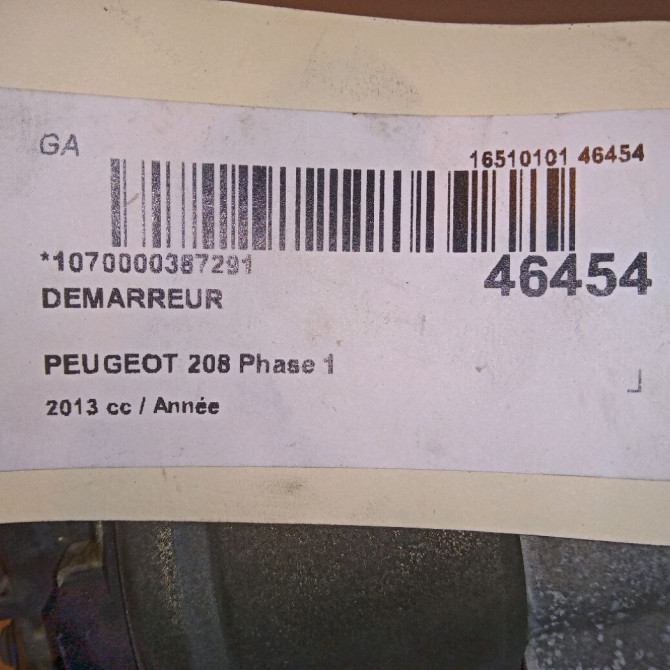 GA
16510101 46454
*1070000387291
46454
DEMARREUR
PEUGEOT 208 Phase 1
2013 cc / Année